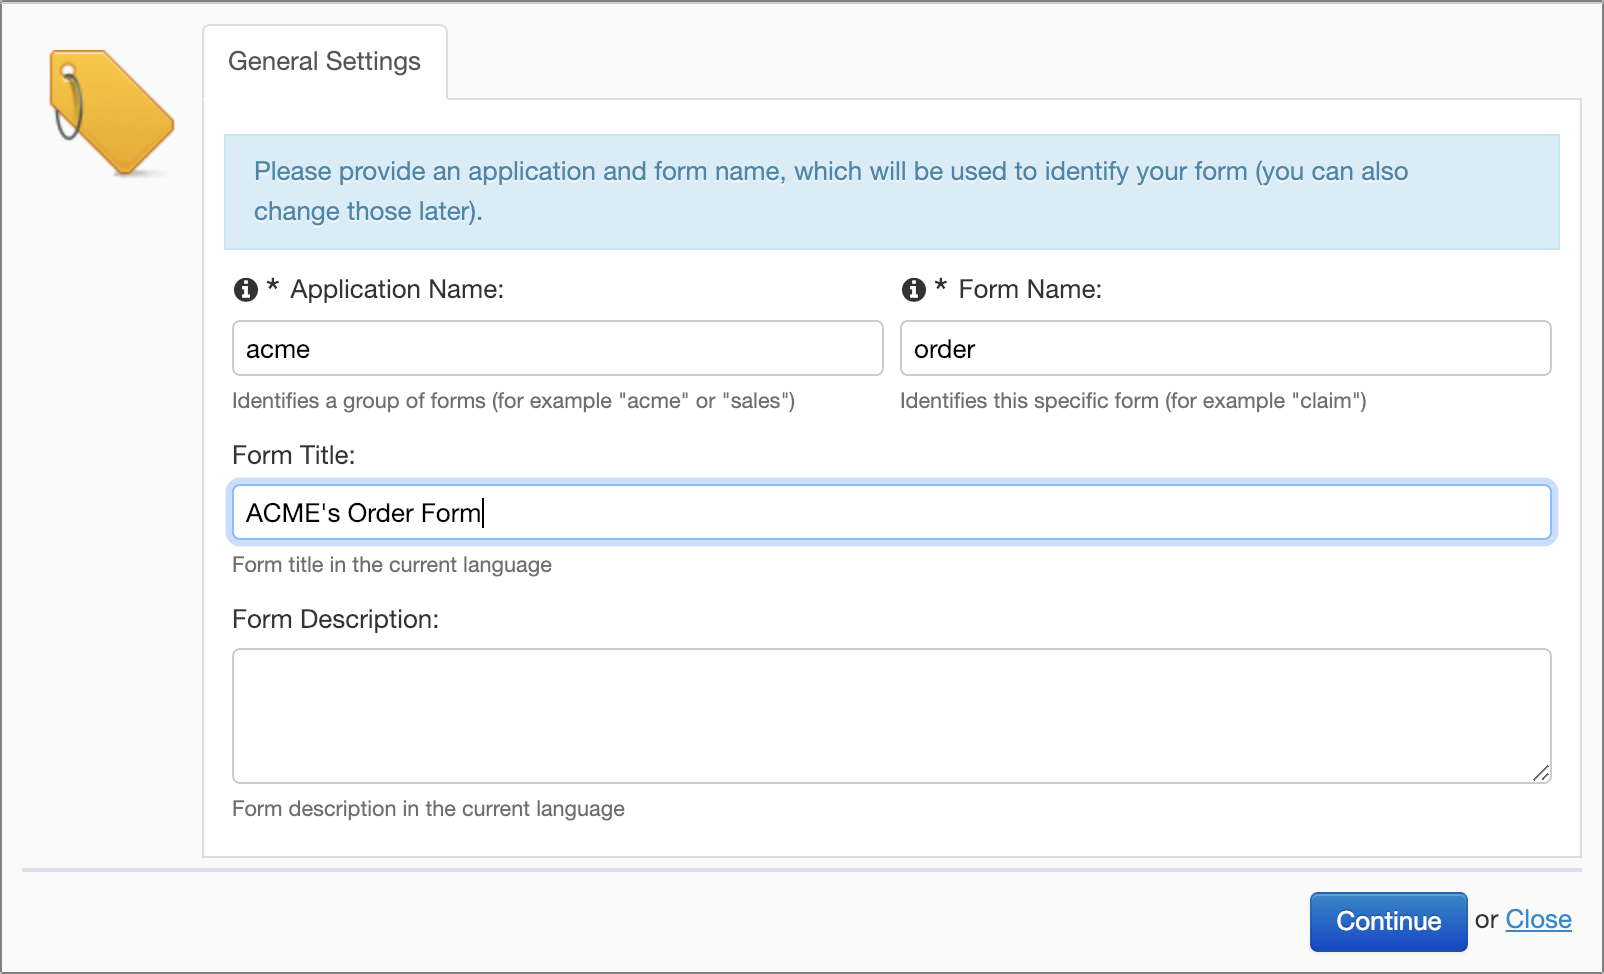 General Settings
Please provide an application and form name, which will be used to identify your form (you can also
change those later).
* Application Name:
* Form Name:
acme
order
Identifies a group of forms (for example "acme" or "sales")
Identifies this specific form (for example "claim")
Form Title:
ACME's Order Form
Form title in the current language
Form Description:
Form description in the current language
Continue or Close